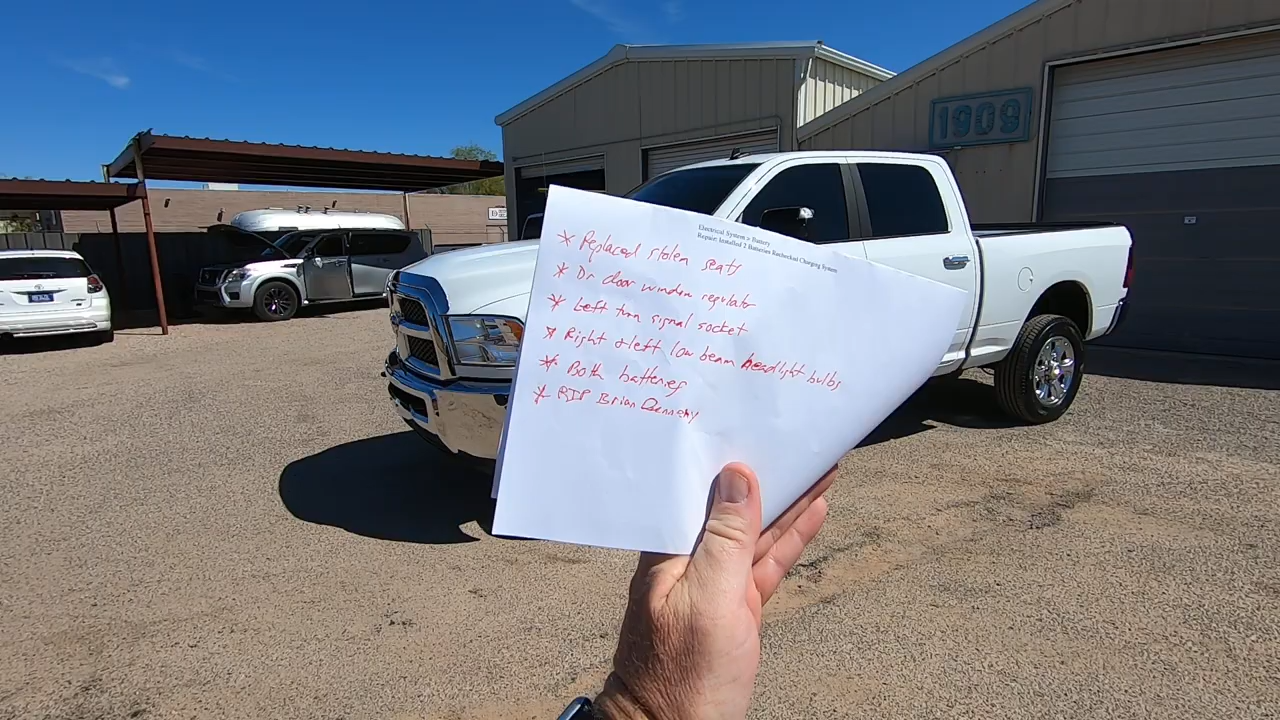 1909
Electrical System > Battery
Repair: Installed 2 Batteries Rechecked Charging System
* Replaced stolen seats
* Dr door window regulator
* Left turn signal socket
* Right & left low beam headlight bulbs
* Both batteries
* RIP Brian Dennehy